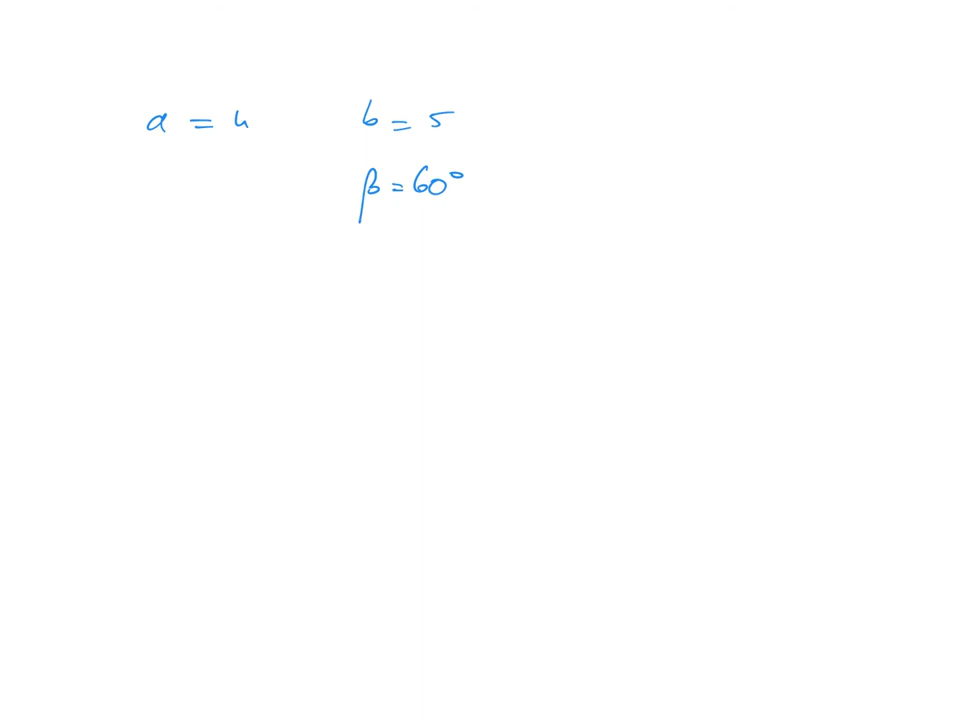 a = 4 b = 5
β = 60°